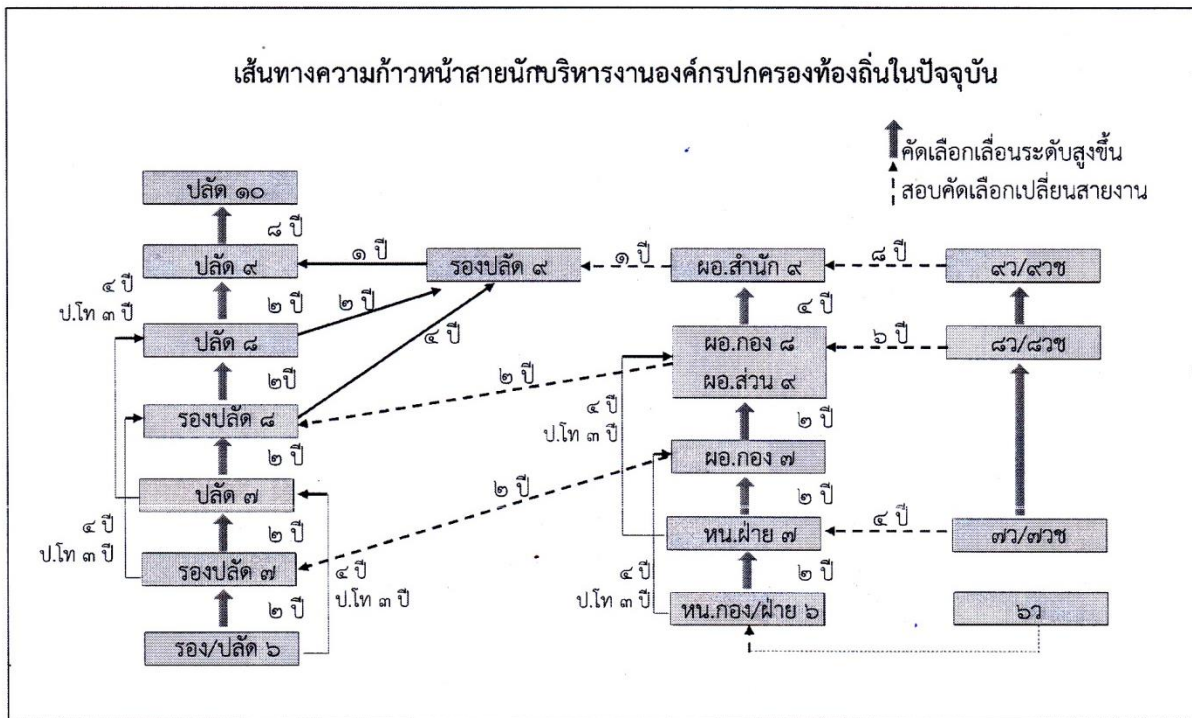 เส้นทางความก้าวหน้าสายนักบริหารงานองค์กรปกครองท้องถิ่นในปัจจุบัน
คัดเลือกเลื่อนระดับสูงขึ้น
สอบคัดเลือกเปลี่ยนสายงาน
ปลัด ๑๐
๘ ปี
ปลัด ๙
๑ ปี
รองปลัด ๙
๑ ปี
ผอ.สำนัก ๙
๘ ปี
๙ว/๙วช
๔ ปี
ป.โท ๓ ปี
๒ ปี
๒ ปี
๔ ปี
๔ ปี
ปลัด ๘
ผอ.กอง ๘
ผอ.ส่วน ๙
๖ ปี
๘ว/๘วช
๒ปี
๒ ปี
๔ ปี
ป.โท ๓ ปี
รองปลัด ๘
๒ ปี
๒ ปี
ผอ.กอง ๗
ปลัด ๗
๒ ปี
๒ ปี
๔ ปี
ป.โท ๓ ปี
๒ ปี
หน.ฝ่าย ๗
๔ ปี
๗ว/๗วช
รองปลัด ๗
๔ ปี
ป.โท ๓ ปี
๒ ปี
๔ ปี
ป.โท ๓ ปี
๒ ปี
หน.กอง/ฝ่าย ๖
๖ว
รอง/ปลัด ๖